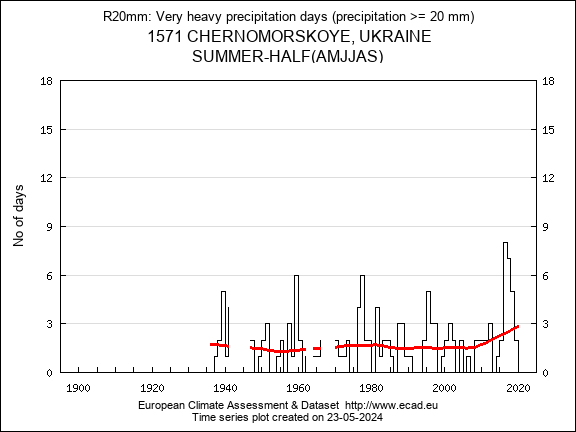 R20mm: Very heavy precipitation days (precipitation >= 20 mm)
1571 CHERNOMORSKOYE, UKRAINE
SUMMER-HALF(AMJJAS)
18 18
15 15
12 12
9 9
6 6
3 3
0 0
No of days
1900 1920 1940 1960 1980 2000 2020
European Climate Assessment & Dataset http://www.ecad.eu
Time series plot created on 23-05-2024